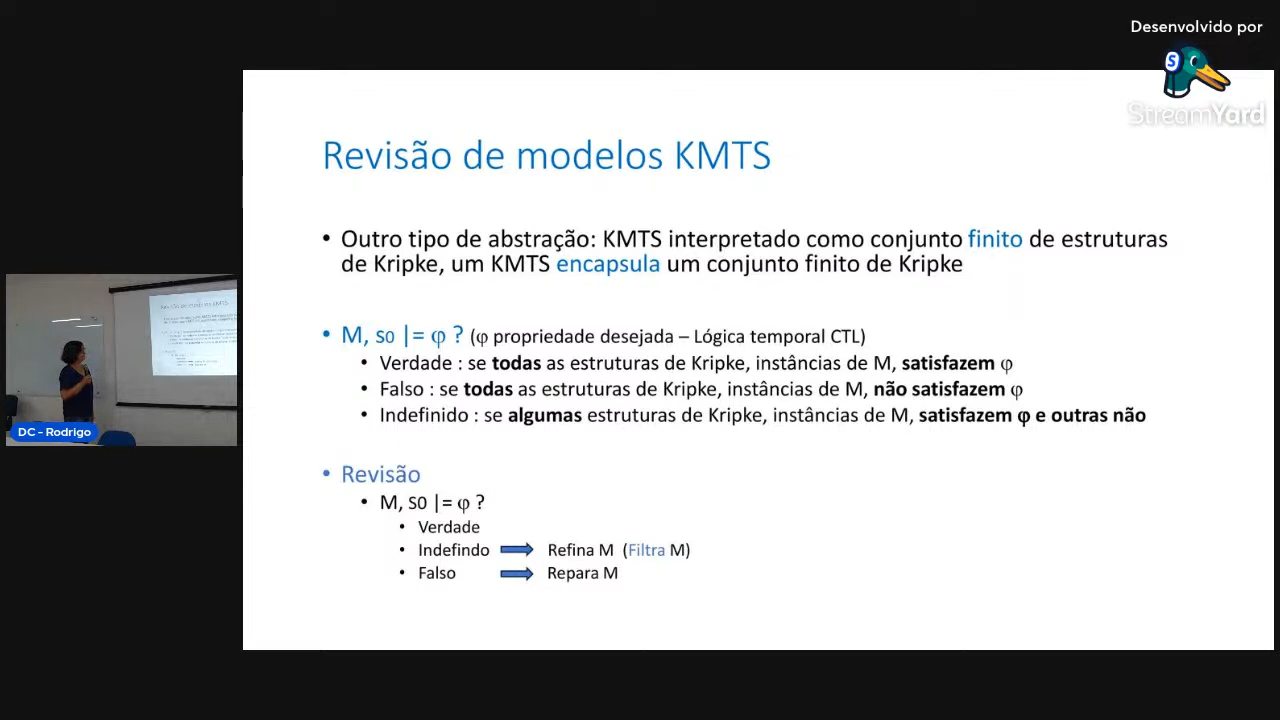 Desenvolvido por
StreamYard
Revisão de modelos KMTS
• Outro tipo de abstração: KMTS interpretado como conjunto finito de estruturas
de Kripke, um KMTS encapsula um conjunto finito de Kripke
• M, s0 |= φ ? (φ propriedade desejada – Lógica temporal CTL)
• Verdade : se todas as estruturas de Kripke, instâncias de M, satisfazem φ
• Falso : se todas as estruturas de Kripke, instâncias de M, não satisfazem φ
• Indefinido : se algumas estruturas de Kripke, instâncias de M, satisfazem φ e outras não
• Revisão
• M, s0 |= φ ?
• Verdade
• Indefindo Refina M (Filtra M)
• Falso Repara M
Revisão de modelos KMTS
DC - Rodrigo